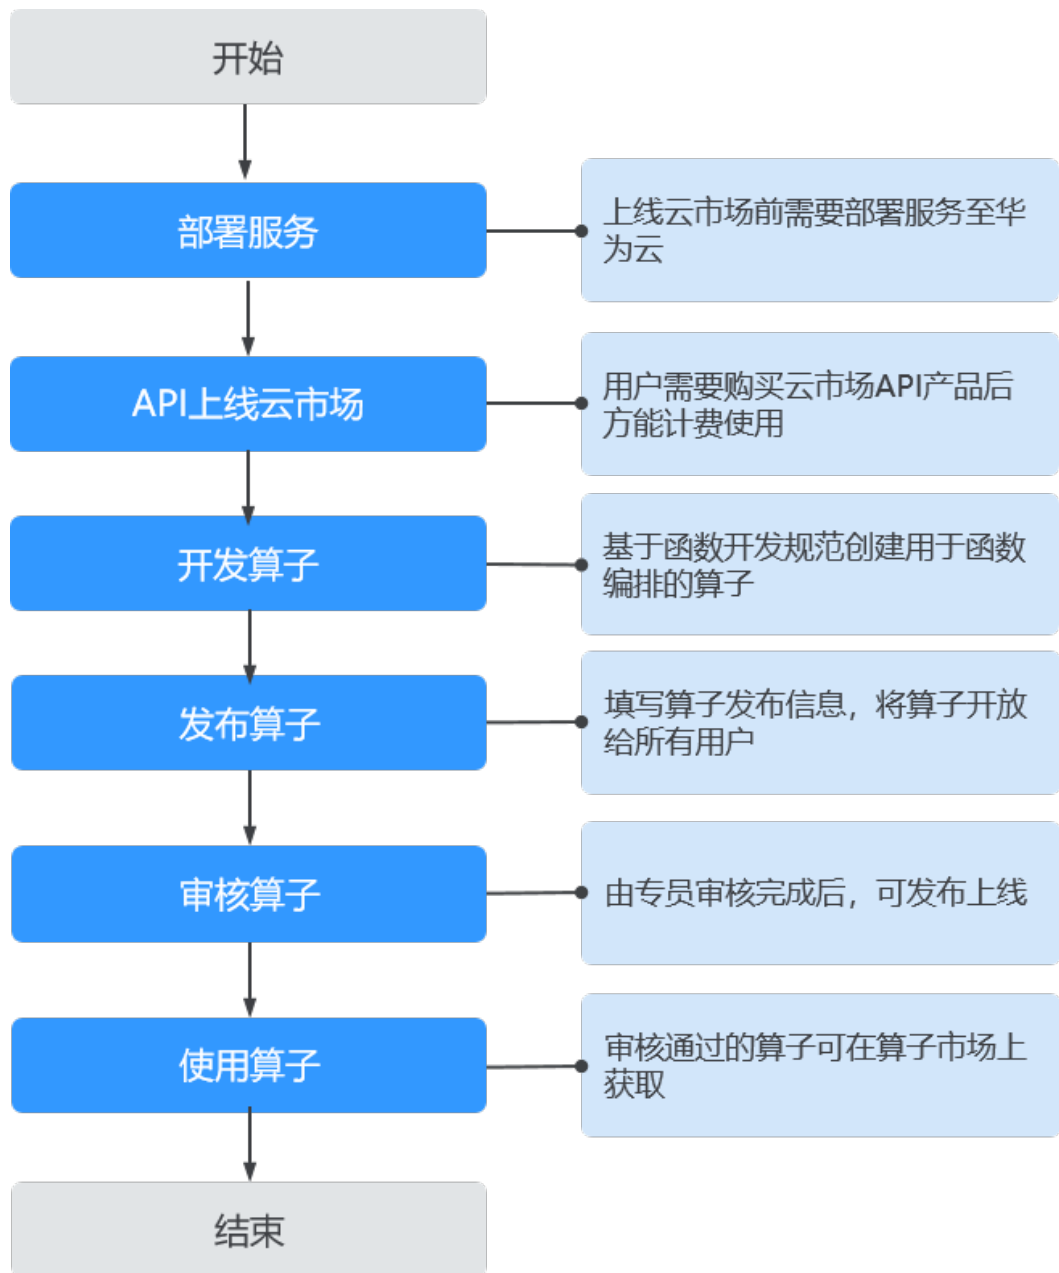 开始
部署服务
上线云市场前需要部署服务至华
为云
API上线云市场
用户需要购买云市场API产品后
方能计费使用
开发算子
基于函数开发规范创建用于函数
编排的算子
发布算子
填写算子发布信息，将算子开放
给所有用户
审核算子
由专员审核完成后，可发布上线
使用算子
审核通过的算子可在算子市场上
获取
结束